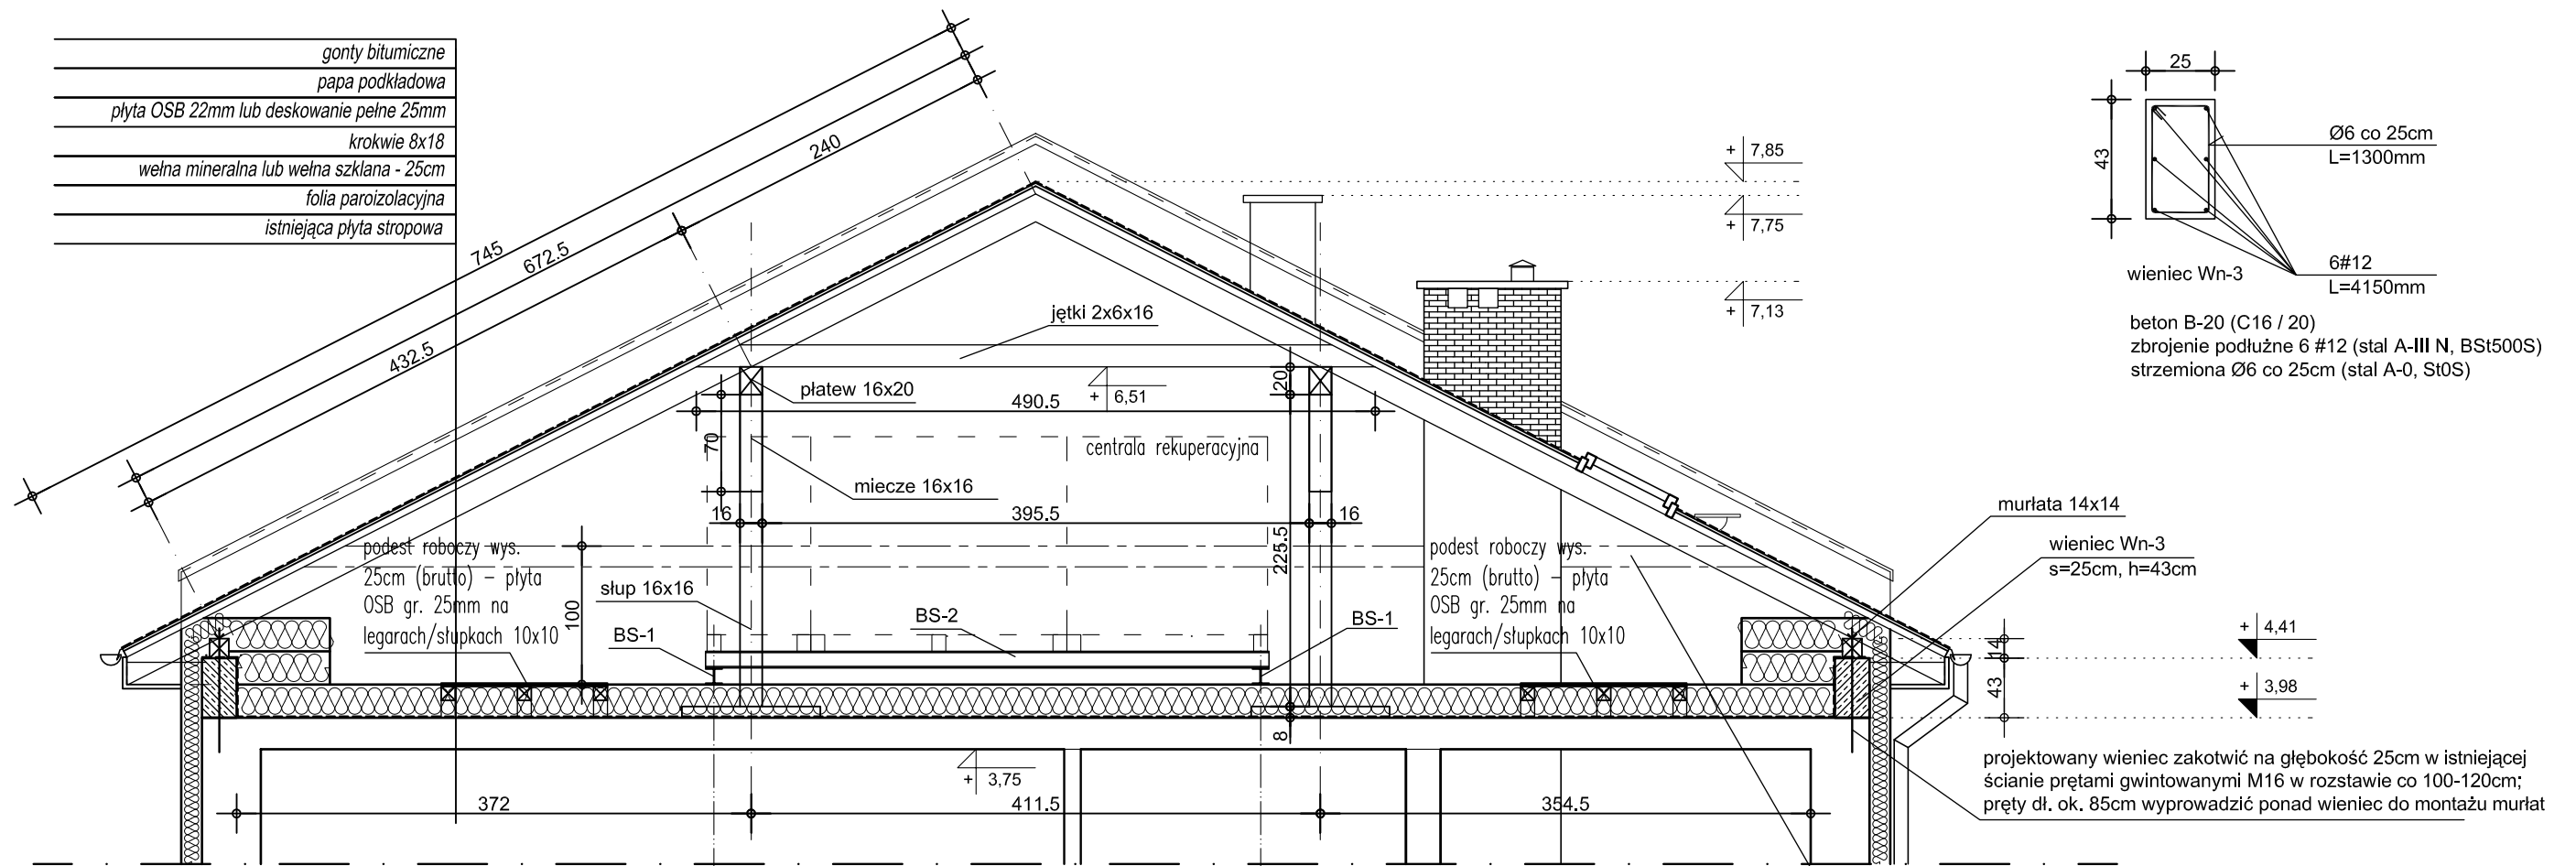 gonty bitumiczne
papa podkładowa
płyta OSB 22mm lub deskowanie pełne 25mm
krokwie 8x18
wełna mineralna lub wełna szklana - 25cm
folia paroizolacyjna
istniejąca płyta stropowa
745
672.5
240
432.5
+ 7,85
+ 7,75
+ 7,13
25
43
Ø6 co 25cm
L=1300mm
6#12
L=4150mm
wieniec Wn-3
beton B-20 (C16 / 20)
zbrojenie podłużne 6 #12 (stal A-III N, BSt500S)
strzemiona Ø6 co 25cm (stal A-0, St0S)
jętki 2x6x16
płatew 16x20
+ 6,51
20
490.5
70
centrala rekuperacyjna
miecze 16x16
16
395.5
16
225.5
podest roboczy wys.
25cm (brutto) – płyta
OSB gr. 25mm na
legarach/słupkach 10x10
100
słup 16x16
BS-1
BS-2
BS-1
podest roboczy wys.
25cm (brutto) – płyta
OSB gr. 25mm na
legarach/słupkach 10x10
murłata 14x14
wieniec Wn-3
s=25cm, h=43cm
14
43
+ 4,41
+ 3,98
8
+ 3,75
372
411.5
354.5
projektowany wieniec zakotwić na głębokość 25cm w istniejącej
ścianie prętami gwintowanymi M16 w rozstawie co 100-120cm;
pręty dł. ok. 85cm wyprowadzić ponad wieniec do montażu murłat